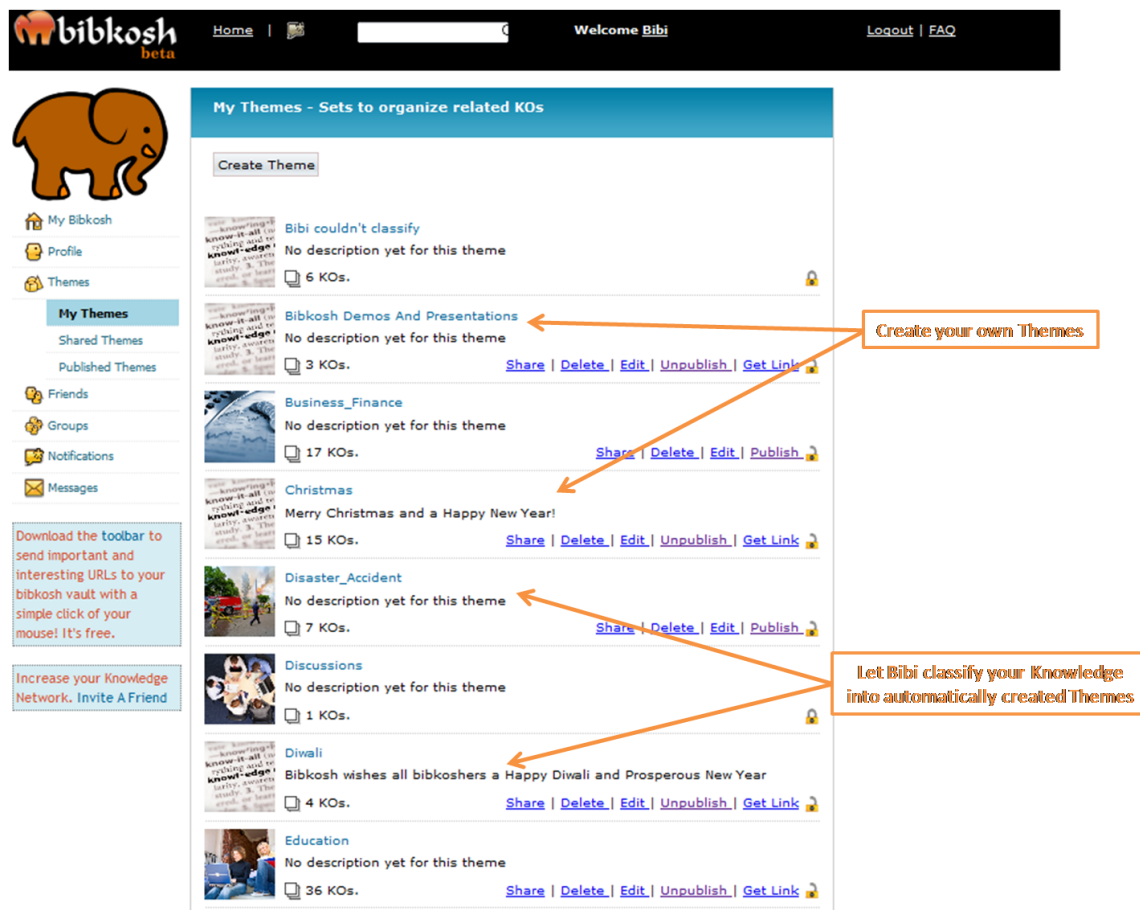 bibkosh
beta
Home |
Welcome Bibi
Logout | FAQ
My Themes - Sets to organize related KOs
Create Theme
My Bibkosh
Profile
Themes
My Themes
Shared Themes
Published Themes
Friends
Groups
Notifications
Messages
Download the toolbar to
send important and
interesting URLs to your
bibkosh vault with a
simple click of your
mouse! It's free.
Increase your Knowledge
Network. Invite A Friend
Bibi couldn't classify
No description yet for this theme
6 KOs.
Bibkosh Demos And Presentations
No description yet for this theme
3 KOs.
Share | Delete | Edit | Unpublish | Get Link
Business_Finance
No description yet for this theme
17 KOs.
Share | Delete | Edit | Publish
Christmas
Merry Christmas and a Happy New Year!
15 KOs.
Share | Delete | Edit | Unpublish | Get Link
Disaster_Accident
No description yet for this theme
7 KOs.
Share | Delete | Edit | Publish
Discussions
No description yet for this theme
1 KOs.
Diwali
Bibkosh wishes all bibkoshers a Happy Diwali and Prosperous New Year
4 KOs.
Share | Delete | Edit | Unpublish | Get Link
Education
No description yet for this theme
36 KOs.
Share | Delete | Edit | Unpublish | Get Link
Create your own Themes
Let Bibi classify your Knowledge
into automatically created Themes